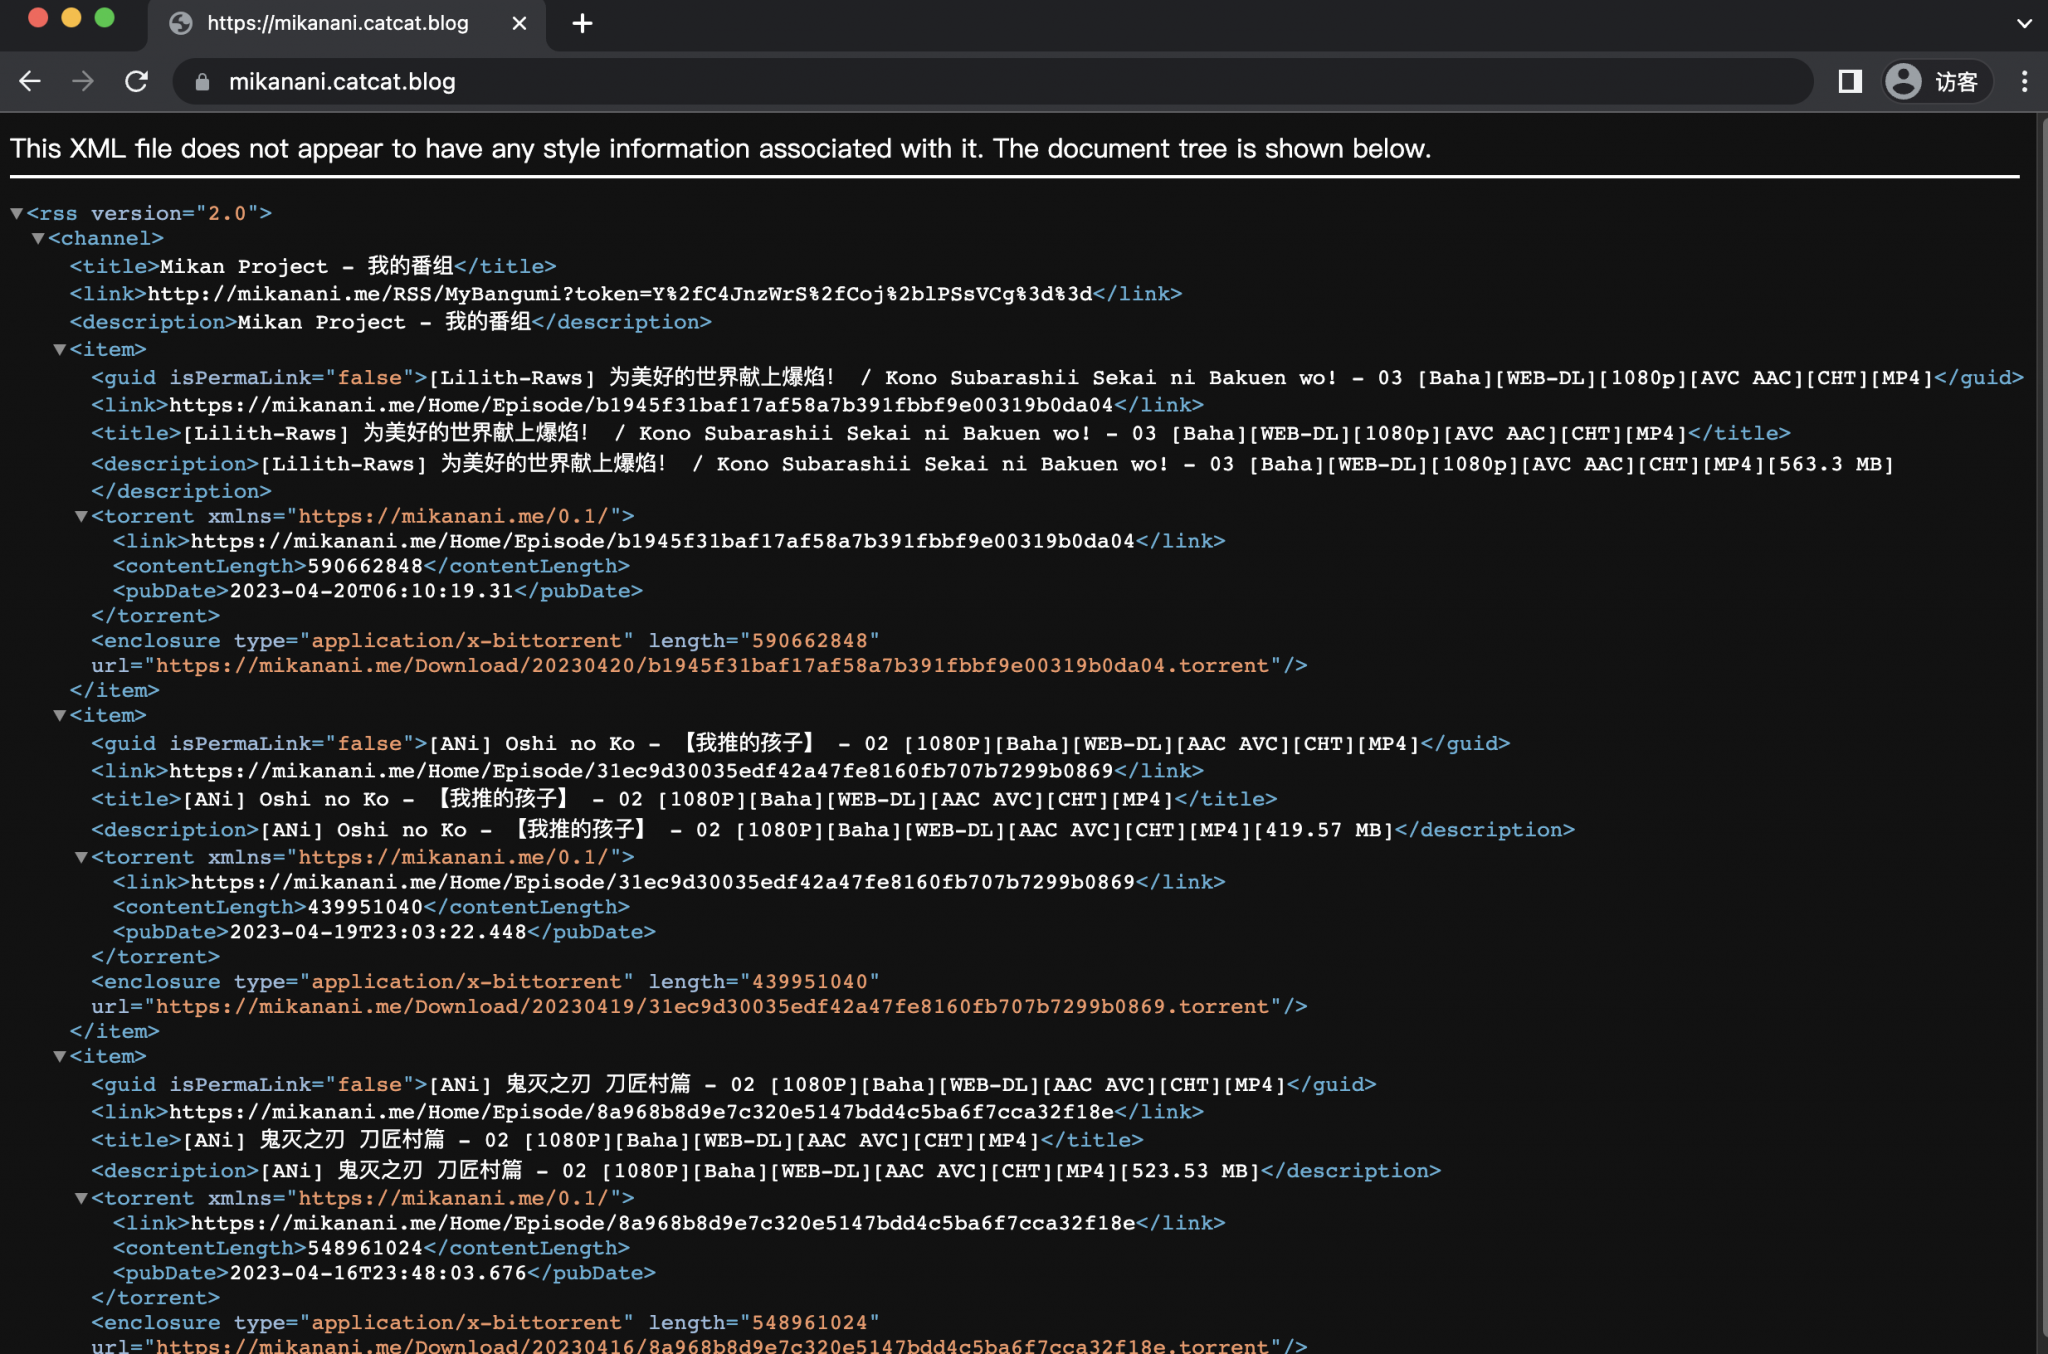 https://mikanani.catcat.blog
mikanani.catcat.blog
访客
This XML file does not appear to have any style information associated with it. The document tree is shown below.
▼<rss version="2.0">
▼<channel>
<title>Mikan Project - 我的番组</title>
<link>http://mikanani.me/RSS/MyBangumi?token=Y%2fC4JnzWrS%2fCoj%2blPSsVCg%3d%3d</link>
<description>Mikan Project - 我的番组</description>
▼<item>
<guid isPermaLink="false">[Lilith-Raws] 为美好的世界献上爆焰！ / Kono Subarashii Sekai ni Bakuen wo! - 03 [Baha][WEB-DL][1080p][AVC AAC][CHT][MP4]</guid>
<link>https://mikanani.me/Home/Episode/b1945f31baf17af58a7b391fbbf9e00319b0da04</link>
<title>[Lilith-Raws] 为美好的世界献上爆焰！ / Kono Subarashii Sekai ni Bakuen wo! - 03 [Baha][WEB-DL][1080p][AVC AAC][CHT][MP4]</title>
<description>[Lilith-Raws] 为美好的世界献上爆焰！ / Kono Subarashii Sekai ni Bakuen wo! - 03 [Baha][WEB-DL][1080p][AVC AAC][CHT][MP4][563.3 MB]
</description>
▼<torrent xmlns="https://mikanani.me/0.1/">
<link>https://mikanani.me/Home/Episode/b1945f31baf17af58a7b391fbbf9e00319b0da04</link>
<contentLength>590662848</contentLength>
<pubDate>2023-04-20T06:10:19.31</pubDate>
</torrent>
<enclosure type="application/x-bittorrent" length="590662848"
url="https://mikanani.me/Download/20230420/b1945f31baf17af58a7b391fbbf9e00319b0da04.torrent"/>
</item>
▼<item>
<guid isPermaLink="false">[ANi] Oshi no Ko - 【我推的孩子】 - 02 [1080P][Baha][WEB-DL][AAC AVC][CHT][MP4]</guid>
<link>https://mikanani.me/Home/Episode/31ec9d30035edf42a47fe8160fb707b7299b0869</link>
<title>[ANi] Oshi no Ko - 【我推的孩子】 - 02 [1080P][Baha][WEB-DL][AAC AVC][CHT][MP4]</title>
<description>[ANi] Oshi no Ko - 【我推的孩子】 - 02 [1080P][Baha][WEB-DL][AAC AVC][CHT][MP4][419.57 MB]</description>
▼<torrent xmlns="https://mikanani.me/0.1/">
<link>https://mikanani.me/Home/Episode/31ec9d30035edf42a47fe8160fb707b7299b0869</link>
<contentLength>439951040</contentLength>
<pubDate>2023-04-19T23:03:22.448</pubDate>
</torrent>
<enclosure type="application/x-bittorrent" length="439951040"
url="https://mikanani.me/Download/20230419/31ec9d30035edf42a47fe8160fb707b7299b0869.torrent"/>
</item>
▼<item>
<guid isPermaLink="false">[ANi] 鬼灭之刃 刀匠村篇 - 02 [1080P][Baha][WEB-DL][AAC AVC][CHT][MP4]</guid>
<link>https://mikanani.me/Home/Episode/8a968b8d9e7c320e5147bdd4c5ba6f7cca32f18e</link>
<title>[ANi] 鬼灭之刃 刀匠村篇 - 02 [1080P][Baha][WEB-DL][AAC AVC][CHT][MP4]</title>
<description>[ANi] 鬼灭之刃 刀匠村篇 - 02 [1080P][Baha][WEB-DL][AAC AVC][CHT][MP4][523.53 MB]</description>
▼<torrent xmlns="https://mikanani.me/0.1/">
<link>https://mikanani.me/Home/Episode/8a968b8d9e7c320e5147bdd4c5ba6f7cca32f18e</link>
<contentLength>548961024</contentLength>
<pubDate>2023-04-16T23:48:03.676</pubDate>
</torrent>
<enclosure type="application/x-bittorrent" length="548961024"
url="https://mikanani.me/Download/20230416/8a968b8d9e7c320e5147bdd4c5ba6f7cca32f18e.torrent"/>